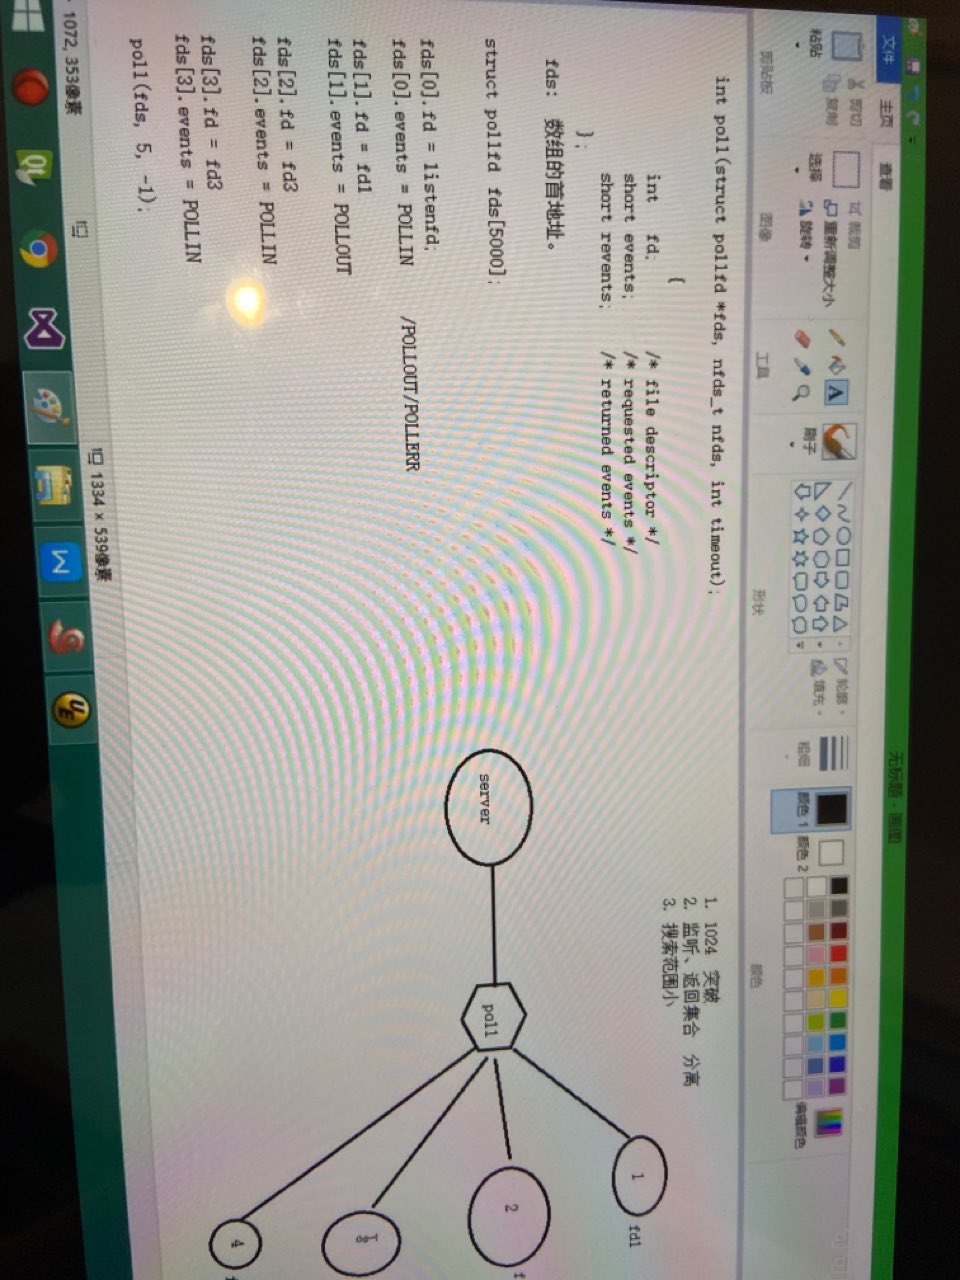 无标题 - 画图
文件
主页
查看
粘贴
剪切
复制
剪贴板
选择
裁剪
重新调整大小
旋转
图像
A
工具
刷子
形状
轮廓
填充
粗细
颜色 1
颜色 2
编辑颜色
颜色
int poll(struct pollfd *fds, nfds_t nfds, int timeout);
{
int fd; /* file descriptor */
short events; /* requested events */
short revents; /* returned events */
};
fds: 数组的首地址。
struct pollfd fds[5000];
fds[0].fd = listenfd;
fds[0].events = POLLIN /POLLOUT/POLLERR
fds[1].fd = fd1
fds[1].events = POLLOUT
fds[2].fd = fd3
fds[2].events = POLLIN
fds[3].fd = fd3
fds[3].events = POLLIN
poll(fds, 5, -1);
1. 1024 突破
2. 监听、返回集合 分离
3. 搜索范围小
server
poll
1
fd1
2
f
4
f
1072, 353像素
1334 × 539像素
Qt
W
UE